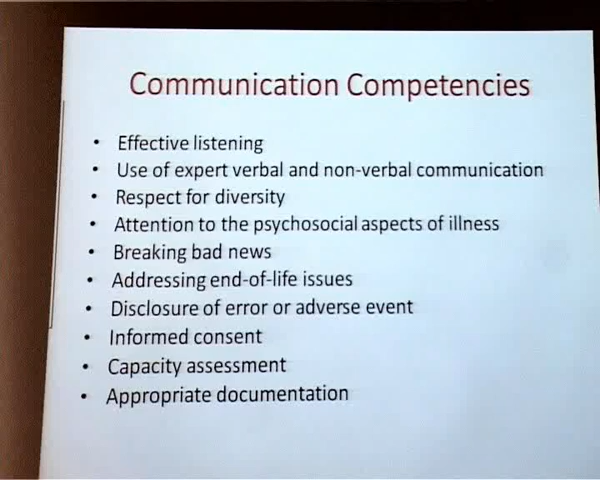 Communication Competencies
• Effective listening
• Use of expert verbal and non-verbal communication
• Respect for diversity
• Attention to the psychosocial aspects of illness
• Breaking bad news
• Addressing end-of-life issues
• Disclosure of error or adverse event
• Informed consent
• Capacity assessment
• Appropriate documentation